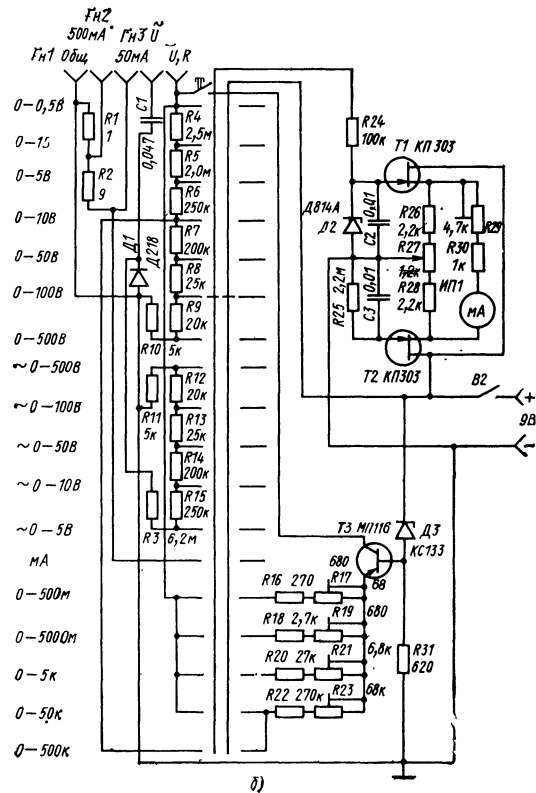 Гн2
500мА
Гн3 Ũ
Гн1 Общ
50мА
Ũ,R
0-0,5В
0-1В
0-5В
0-10В
0-50В
0-100В
0-500В
~0-500В
~0-100В
~0-50В
~0-10В
~0-5В
мА
0-500м
0-5000м
0-5к
0-50к
0-500к
R1
1
R2
9
C1
0,047
Д1
Д218
R4
2,5м
R5
2,0м
R6
250к
R7
200к
R8
25к
R9
20к
R10 5к
R12
20к
R11
5к
R13
25к
R14
200к
R15
250к
R3
6,2м
R24
100к
Т1 КП303
Д814А
Д2
0,01
C2
R26
2,2к
R27
1,2к
R28
2,2к
4,7к
R29
R30
1к
ИП1
мА
R25 2,2м
C3 0,01
Т2 КП303
В2
+
9В
-
Т3 МП116
Д3
КС133
680
R16 270
R17
68
R18 2,7к
R19
680
R20 27к
R21
6,8к
R22 270к
R23
68к
R31
620
б)